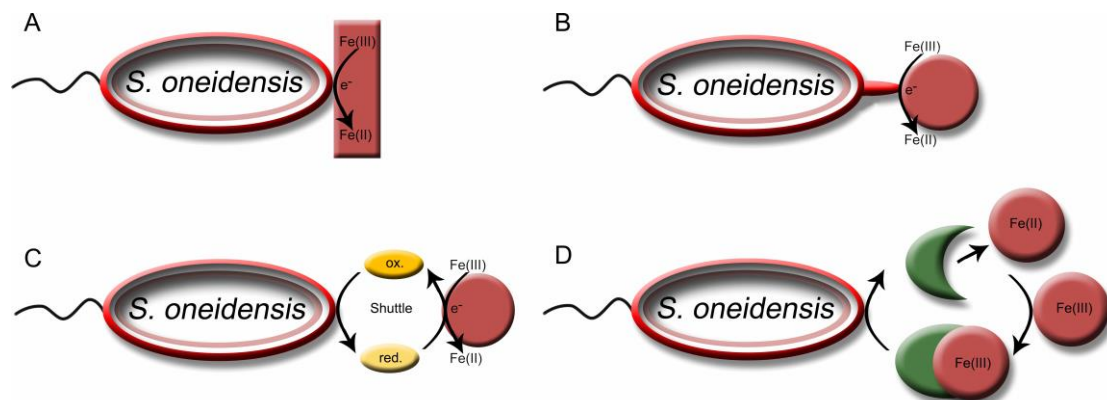 A
S. oneidensis
Fe(III)
e⁻
Fe(II)
B
S. oneidensis
Fe(III)
e⁻
Fe(II)
C
S. oneidensis
ox.
Shuttle
red.
Fe(III)
e⁻
Fe(II)
D
S. oneidensis
Fe(II)
Fe(III)
Fe(III)